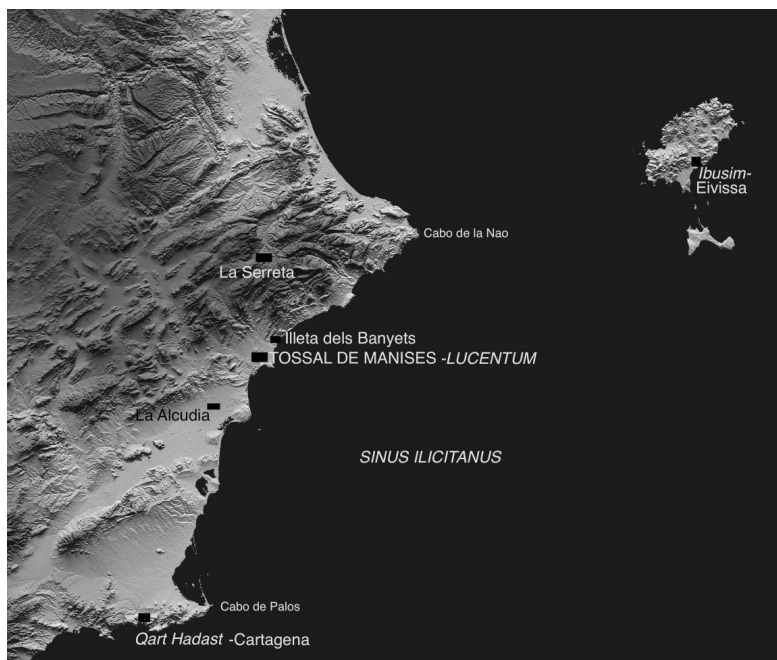 Ibusim-
Eivissa
Cabo de la Nao
La Serreta
Illeta dels Banyets
TOSSAL DE MANISES -LUCENTUM
La Alcudia
SINUS ILICITANUS
Cabo de Palos
Qart Hadast -Cartagena